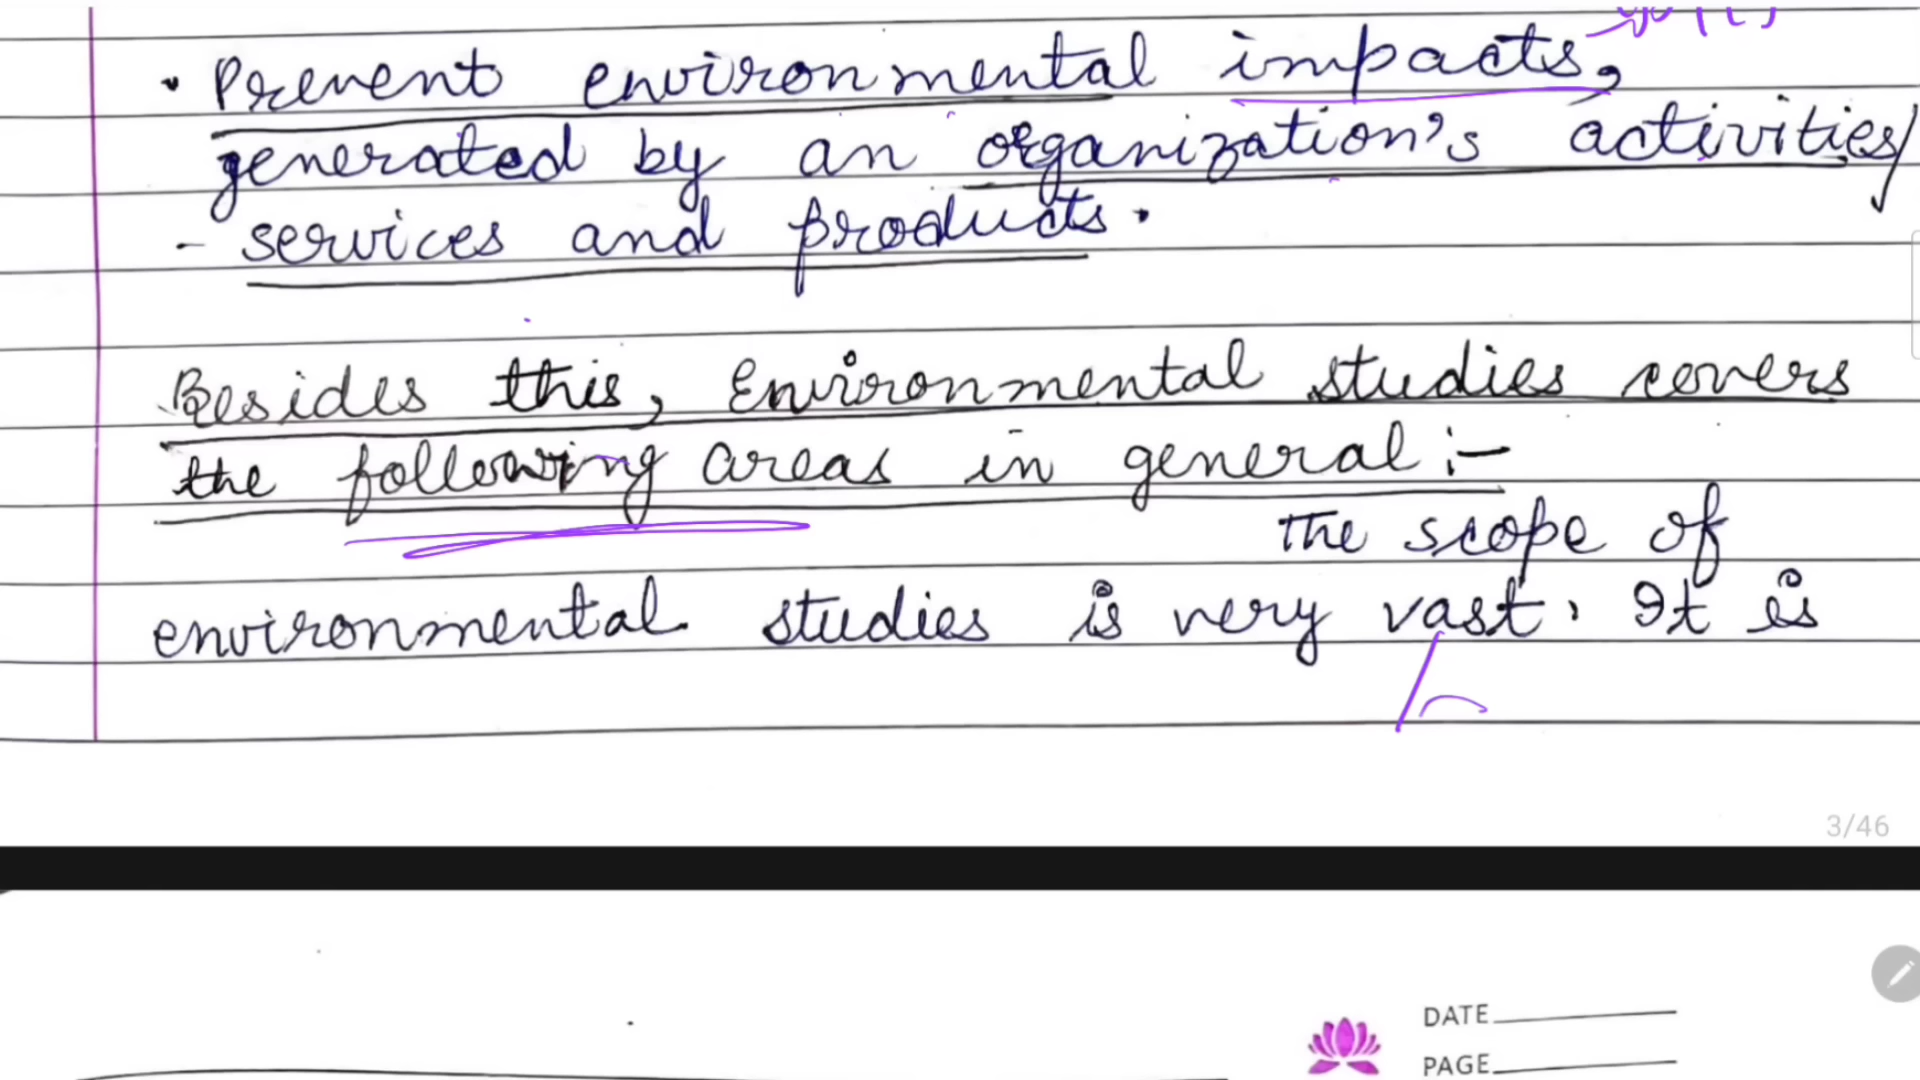 • Prevent environmental impacts,
generated by an organization's activities/
- services and products.
Besides this, Environmental studies covers
the following areas in general :-
The scope of
environmental studies is very vast. It is
3/46
DATE
PAGE